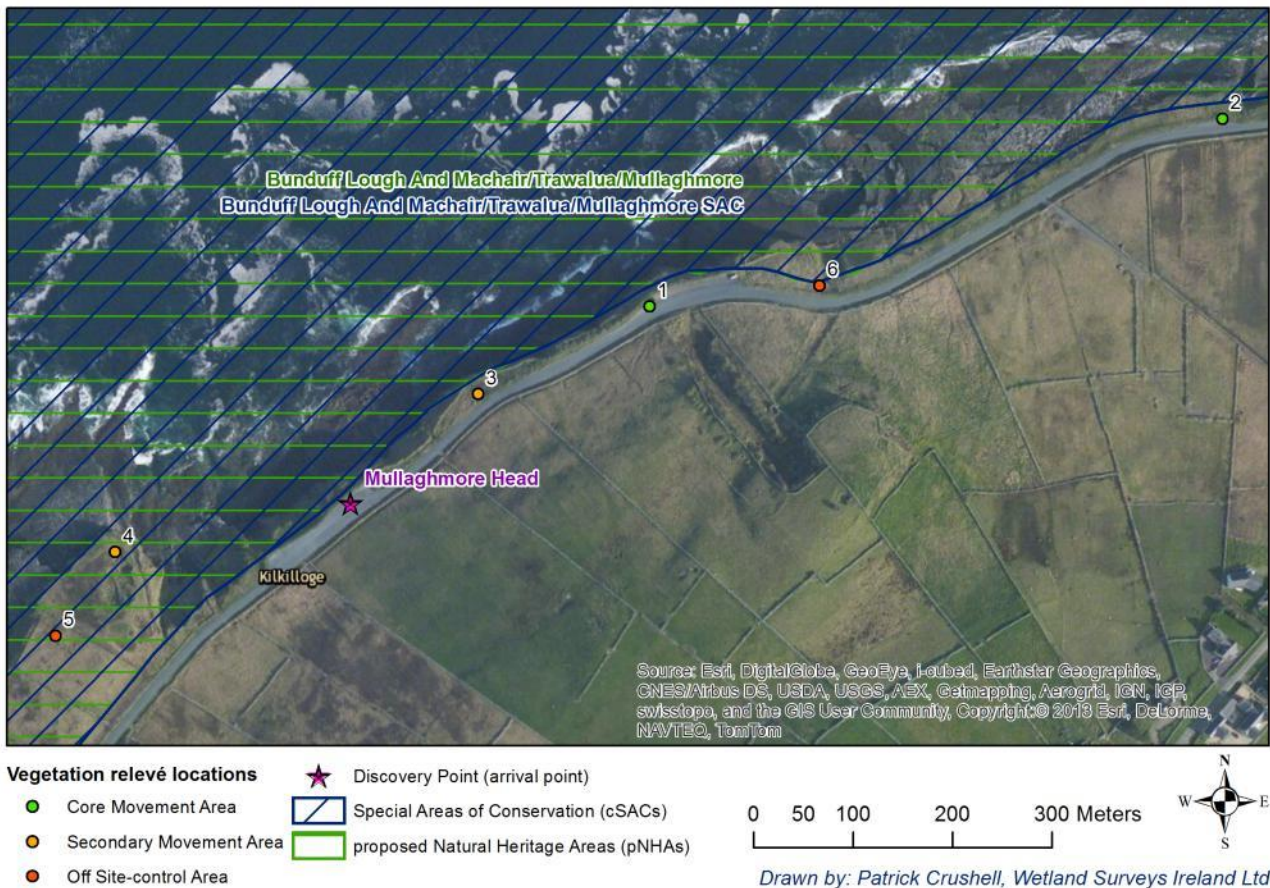 2
Bunduff Lough And Machair/Trawalua/Mullaghmore
Bunduff Lough And Machair/Trawalua/Mullaghmore SAC
6
1
3
Mullaghmore Head
4
Kilkilloge
5
Source: Esri, DigitalGlobe, GeoEye, i-cubed, Earthstar Geographics,
CNES/Airbus DS, USDA, USGS, AEX, Getmapping, Aerogrid, IGN, IGP,
swisstopo, and the GIS User Community, Copyright:© 2013 Esri, DeLorme,
NAVTEQ, TomTom
Vegetation relevé locations
Core Movement Area
Secondary Movement Area
Off Site-control Area
Discovery Point (arrival point)
Special Areas of Conservation (cSACs)
proposed Natural Heritage Areas (pNHAs)
0 50 100 200 300 Meters
N
W E
S
Drawn by: Patrick Crushell, Wetland Surveys Ireland Ltd